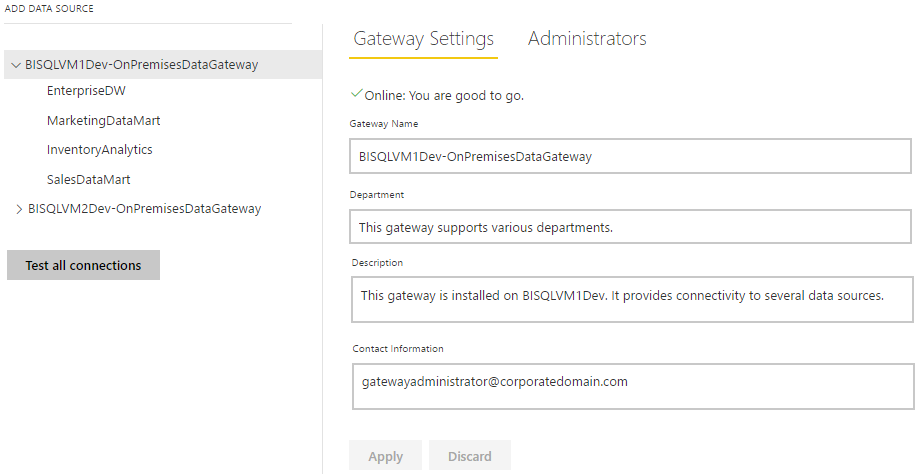 ADD DATA SOURCE
BISQLVM1Dev-OnPremisesDataGateway
EnterpriseDW
MarketingDataMart
InventoryAnalytics
SalesDataMart
BISQLVM2Dev-OnPremisesDataGateway
Test all connections
Gateway Settings Administrators
Online: You are good to go.
Gateway Name
BISQLVM1Dev-OnPremisesDataGateway
Department
This gateway supports various departments.
Description
This gateway is installed on BISQLVM1Dev. It provides connectivity to several data sources.
Contact Information
gatewayadministrator@corporatedomain.com
Apply Discard